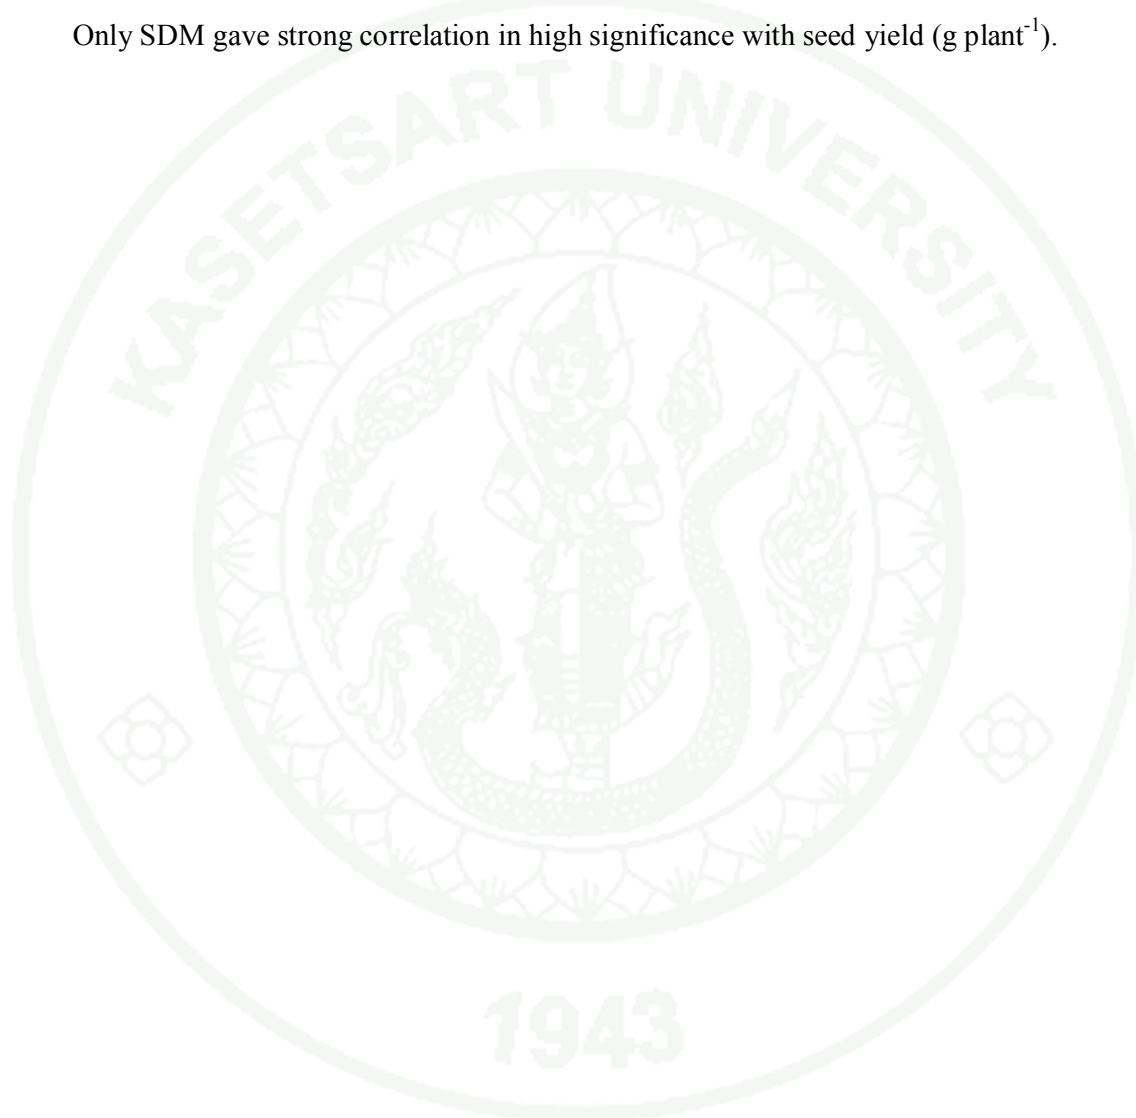 Only SDM gave strong correlation in high significance with seed yield (g plant⁻¹).
KASETSART UNIVERSITY
1943